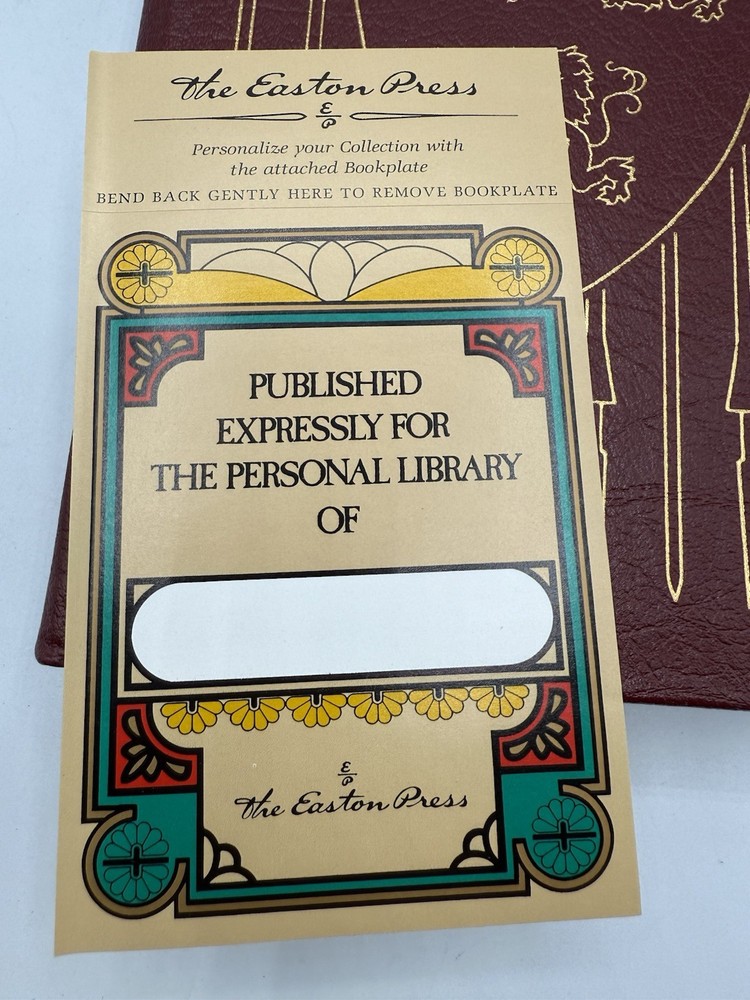 The Easton Press
E
P
Personalize your Collection with
the attached Bookplate
BEND BACK GENTLY HERE TO REMOVE BOOKPLATE
PUBLISHED
EXPRESSLY FOR
THE PERSONAL LIBRARY
OF
E
P
The Easton Press